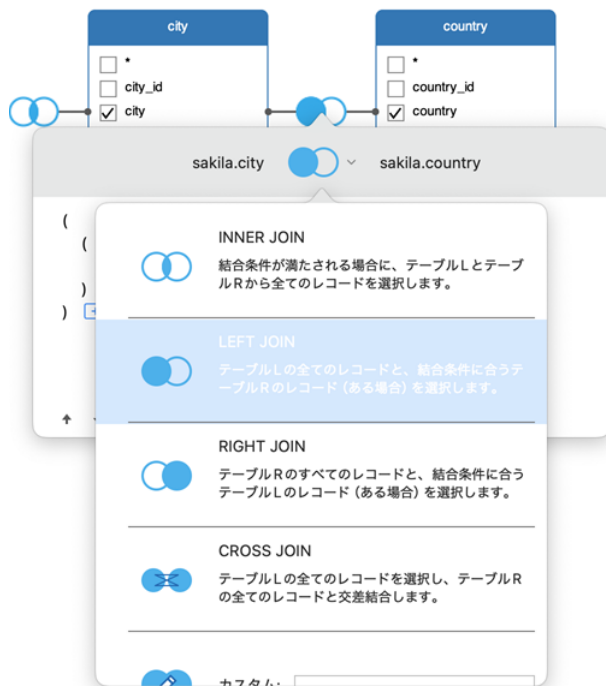 city
country
*
*
city_id
country_id
city
country
sakila.city
sakila.country
(
(
)
)
INNER JOIN
結合条件が満たされる場合に、テーブルLとテーブ
ルRから全てのレコードを選択します。
LEFT JOIN
テーブルLの全てのレコードと、結合条件に合うテ
ーブルRのレコード（ある場合）を選択します。
RIGHT JOIN
テーブルRのすべてのレコードと、結合条件に合う
テーブルLのレコード（ある場合）を選択します。
CROSS JOIN
テーブルLの全てのレコードを選択し、テーブルR
の全てのレコードと交差結合します。
カスタム: